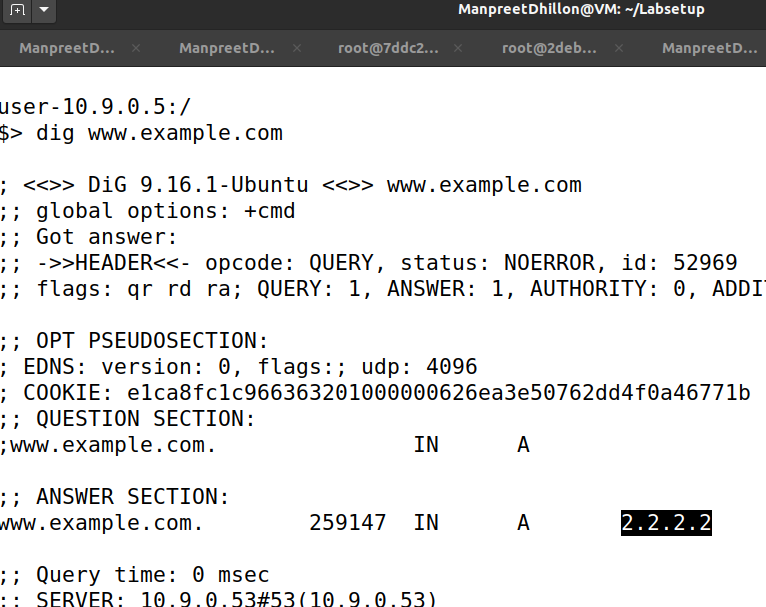 ManpreetDhillon@VM: ~/Labsetup
ManpreetD... × ManpreetD... × root@7ddc2... × root@2deb... × ManpreetD...
user-10.9.0.5:/
$> dig www.example.com
; <<>> DiG 9.16.1-Ubuntu <<>> www.example.com
;; global options: +cmd
;; Got answer:
;; ->>HEADER<<- opcode: QUERY, status: NOERROR, id: 52969
;; flags: qr rd ra; QUERY: 1, ANSWER: 1, AUTHORITY: 0, ADDI
;; OPT PSEUDOSECTION:
; EDNS: version: 0, flags:; udp: 4096
; COOKIE: e1ca8fc1c966363201000000626ea3e50762dd4f0a46771b
;; QUESTION SECTION:
;www.example.com. IN A
;; ANSWER SECTION:
www.example.com. 259147 IN A 2.2.2.2
;; Query time: 0 msec
;; SERVER: 10.9.0.53#53(10.9.0.53)